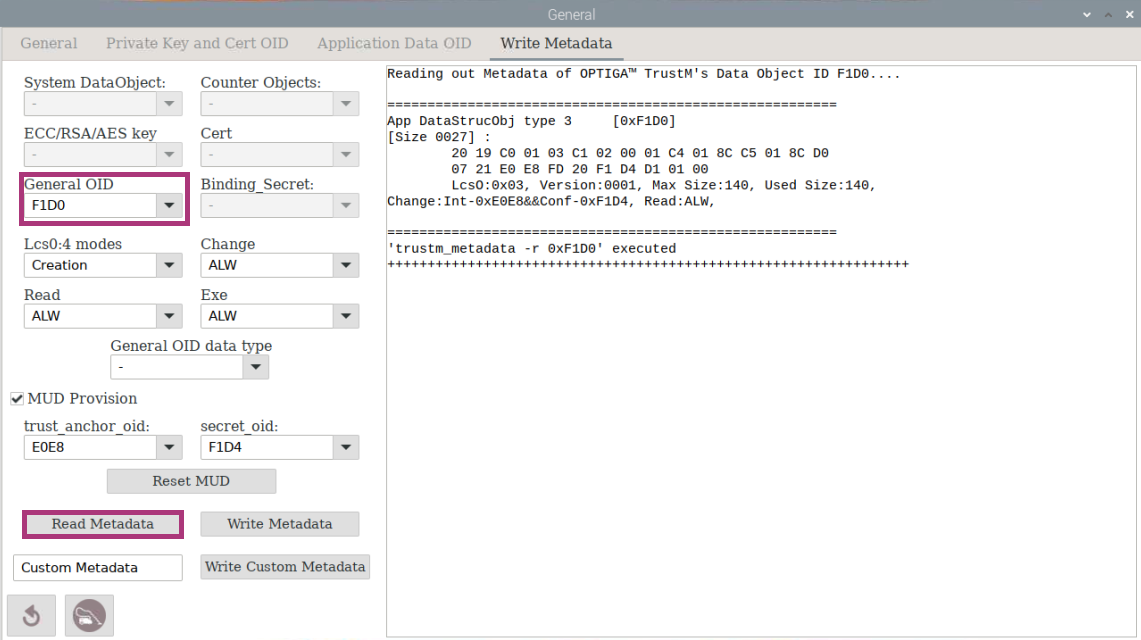 General
General Private Key and Cert OID Application Data OID Write Metadata
System DataObject: Counter Objects:
- -
ECC/RSA/AES key Cert
- -
General OID Binding_Secret:
F1D0 -
Lcs0:4 modes Change
Creation ALW
Read Exe
ALW ALW
General OID data type
-
MUD Provision
trust_anchor_oid: secret_oid:
E0E8 F1D4
Reset MUD
Read Metadata Write Metadata
Custom Metadata Write Custom Metadata
Reading out Metadata of OPTIGA™ TrustM's Data Object ID F1D0....
========================================================
App DataStrucObj type 3 [0xF1D0]
[Size 0027] :
20 19 C0 01 03 C1 02 00 01 C4 01 8C C5 01 8C D0
07 21 E0 E8 FD 20 F1 D4 D1 01 00
LcsO:0x03, Version:0001, Max Size:140, Used Size:140,
Change:Int-0xE0E8&&Conf-0xF1D4, Read:ALW,
========================================================
'trustm_metadata -r 0xF1D0' executed
+++++++++++++++++++++++++++++++++++++++++++++++++++++++++++++++++